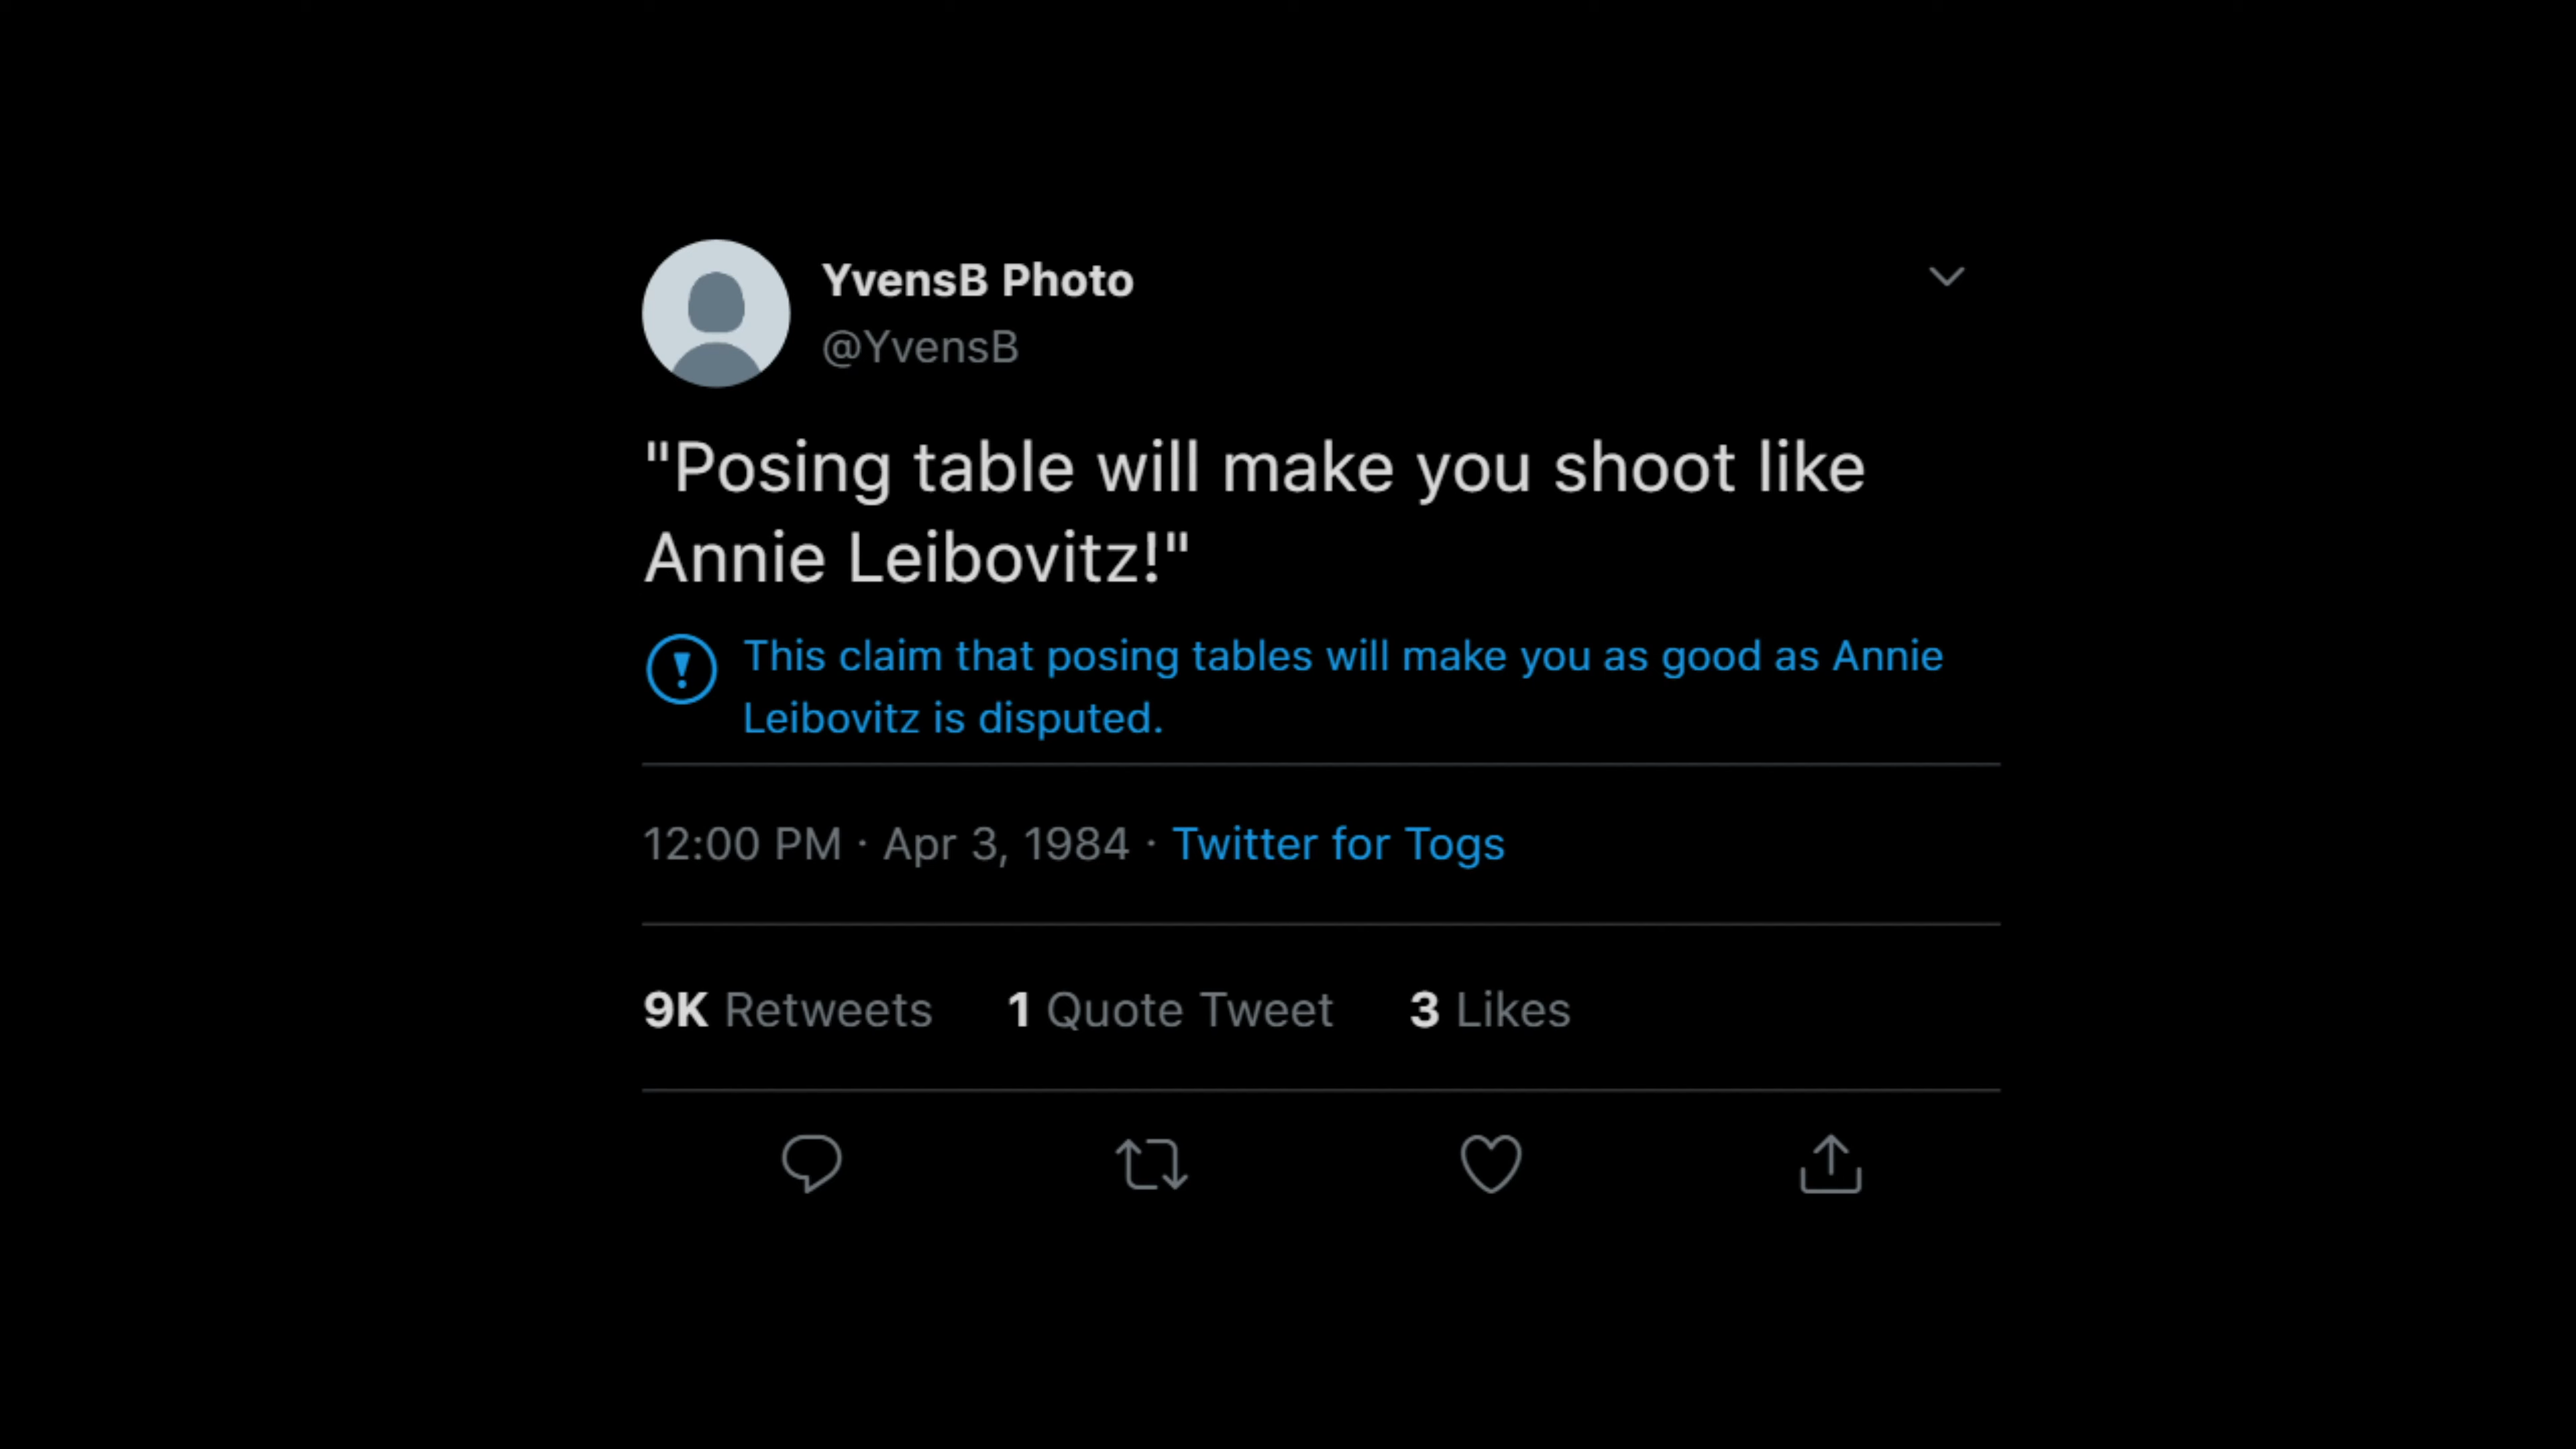 YvensB Photo
@YvensB
"Posing table will make you shoot like
Annie Leibovitz!"
This claim that posing tables will make you as good as Annie
Leibovitz is disputed.
12:00 PM · Apr 3, 1984 · Twitter for Togs
9K Retweets 1 Quote Tweet 3 Likes